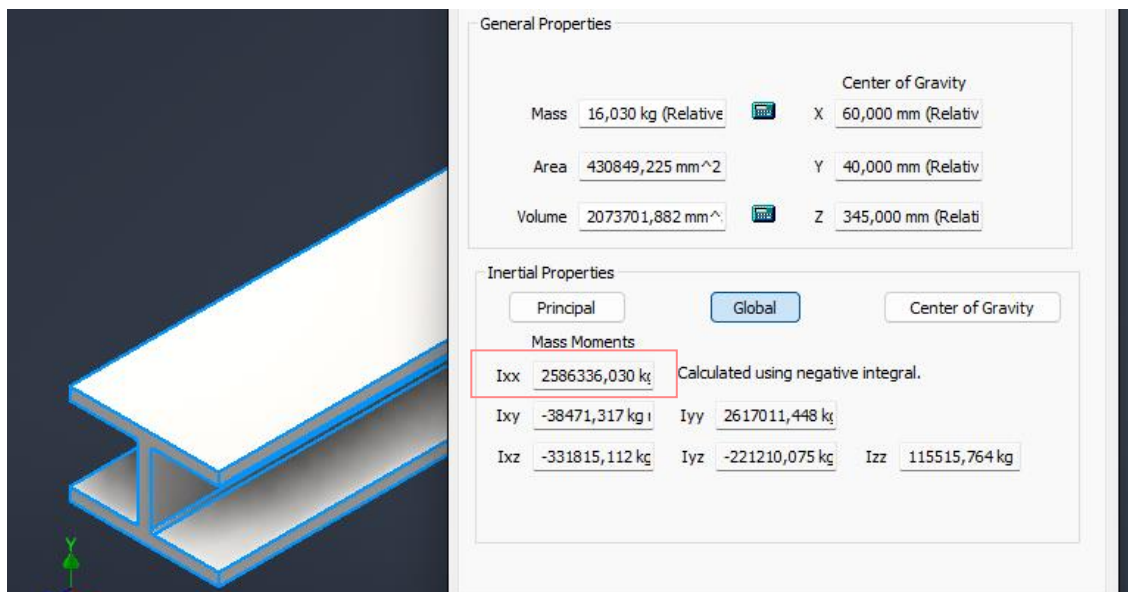 General Properties
Center of Gravity
Mass 16,030 kg (Relative X 60,000 mm (Relativ
Area 430849,225 mm^2 Y 40,000 mm (Relativ
Volume 2073701,882 mm^ Z 345,000 mm (Relati
Inertial Properties
Principal Global Center of Gravity
Mass Moments
Ixx 2586336,030 kg Calculated using negative integral.
Ixy -38471,317 kg Iyy 2617011,448 kg
Ixz -331815,112 kg Iyz -221210,075 kg Izz 115515,764 kg
Y